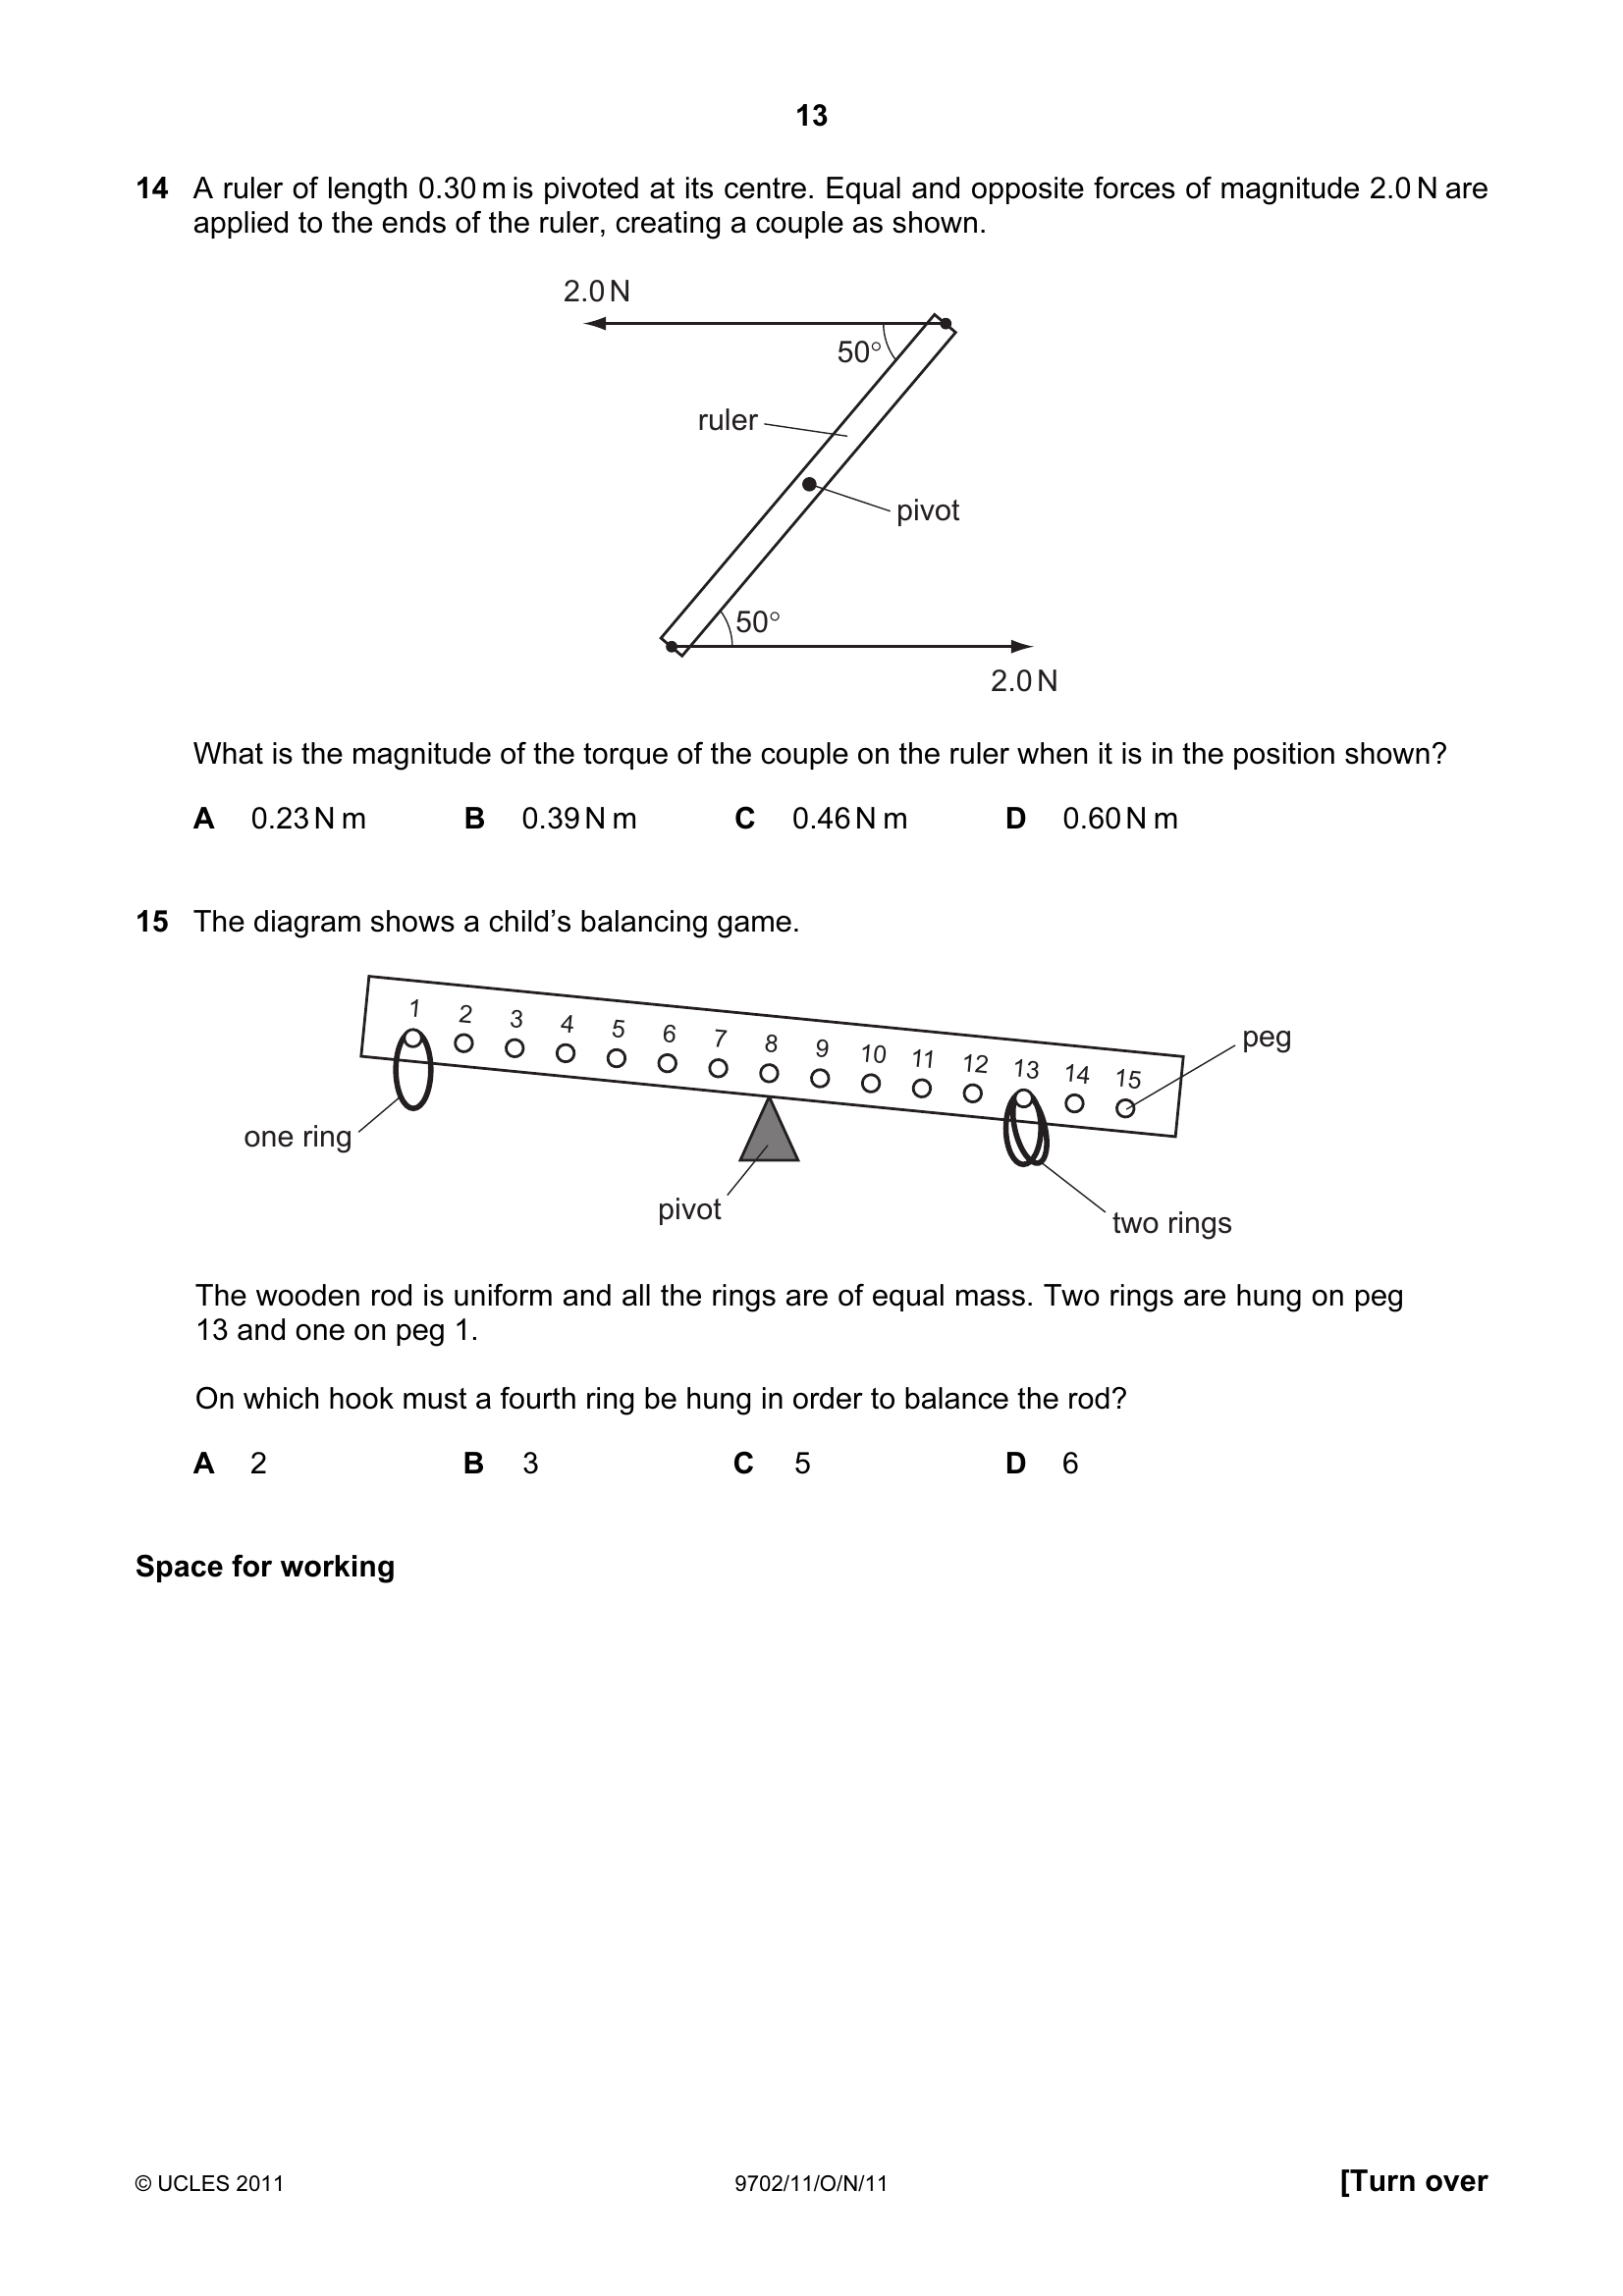 13
14 A ruler of length 0.30 m is pivoted at its centre. Equal and opposite forces of magnitude 2.0 N are
applied to the ends of the ruler, creating a couple as shown.
2.0 N
50°
ruler
pivot
50°
2.0 N
What is the magnitude of the torque of the couple on the ruler when it is in the position shown?
A 0.23 N m B 0.39 N m C 0.46 N m D 0.60 N m
15 The diagram shows a child’s balancing game.
1 2 3 4 5 6 7 8 9 10 11 12 13 14 15
peg
one ring
pivot
two rings
The wooden rod is uniform and all the rings are of equal mass. Two rings are hung on peg
13 and one on peg 1.
On which hook must a fourth ring be hung in order to balance the rod?
A 2 B 3 C 5 D 6
Space for working
© UCLES 2011 9702/11/O/N/11 [Turn over